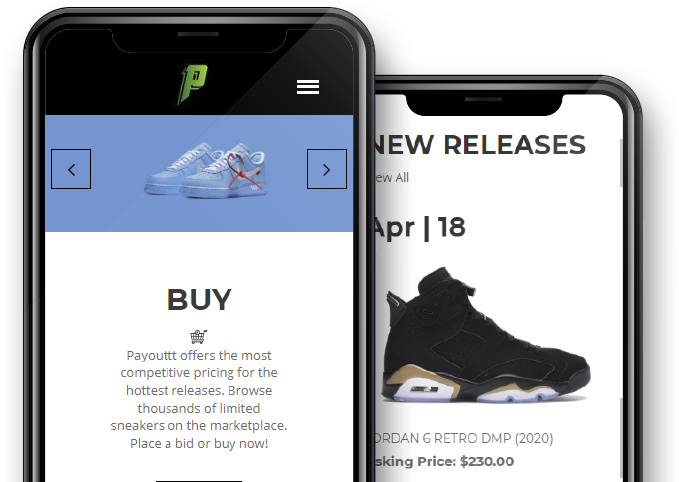 BUY
Payouttt offers the most
competitive pricing for the
hottest releases. Browse
thousands of limited
sneakers on the marketplace.
Place a bid or buy now!
NEW RELEASES
ew All
Apr | 18
ORDAN 6 RETRO DMP (2020)
sking Price: $230.00